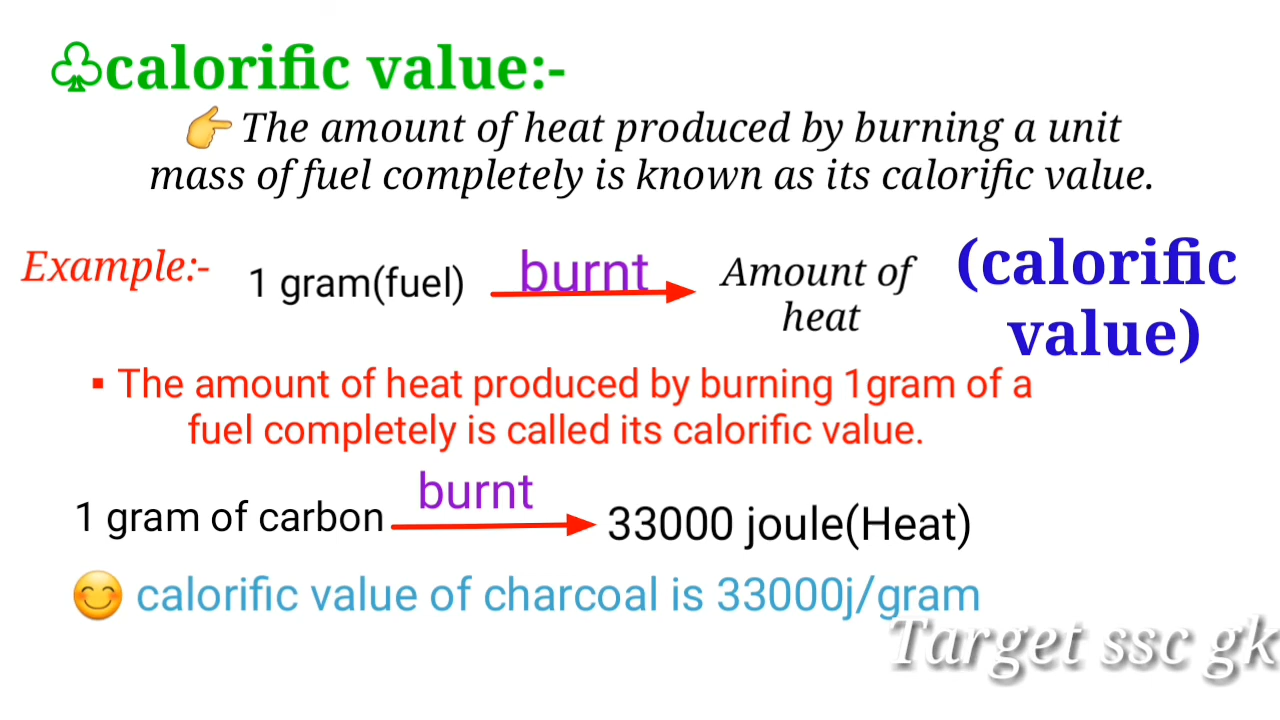 ♧calorific value:-
👉 The amount of heat produced by burning a unit
mass of fuel completely is known as its calorific value.
Example:- 1 gram(fuel) burnt Amount of heat (calorific value)
▪ The amount of heat produced by burning 1gram of a
fuel completely is called its calorific value.
1 gram of carbon burnt 33000 joule(Heat)
😊 calorific value of charcoal is 33000j/gram
Target ssc gk